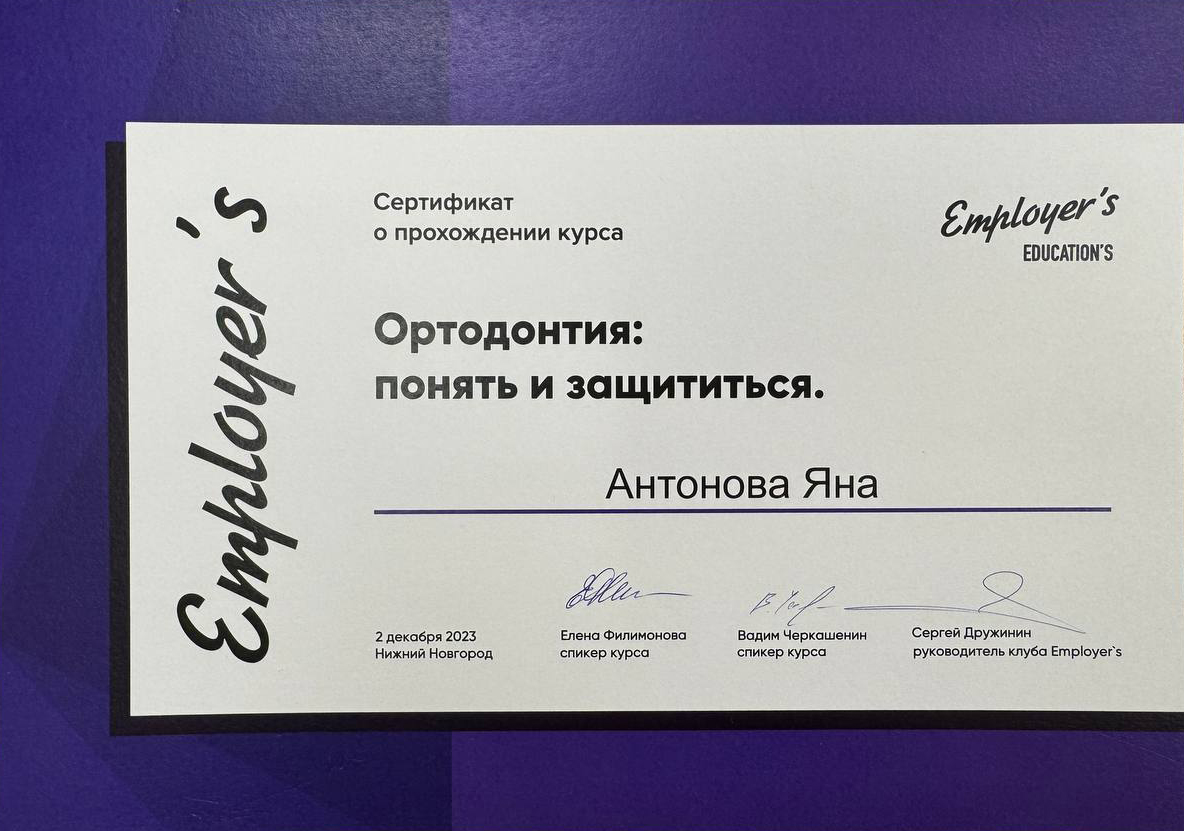 Employer's
Сертификат
о прохождении курса
Employer's
EDUCATION'S
Ортодонтия:
понять и защититься.
Антонова Яна
2 декабря 2023
Нижний Новгород
Елена Филимонова
спикер курса
Вадим Черкашенин
спикер курса
Сергей Дружинин
руководитель клуба Employer`s